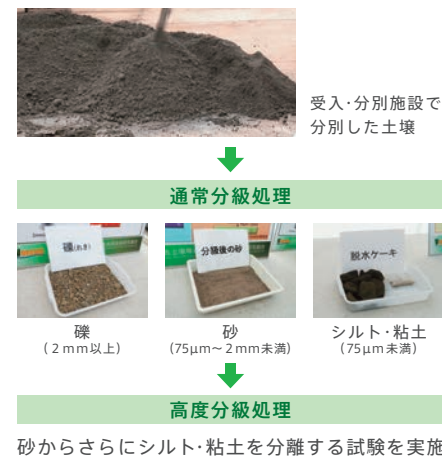 受入・分別施設で
分別した土壌
通常分級処理
礫(れき)
分級後の砂
脱水ケーキ
礫
(2mm以上)
砂
(75μm～2mm未満)
シルト・粘土
(75μm未満)
高度分級処理
砂からさらにシルト・粘土を分離する試験を実施